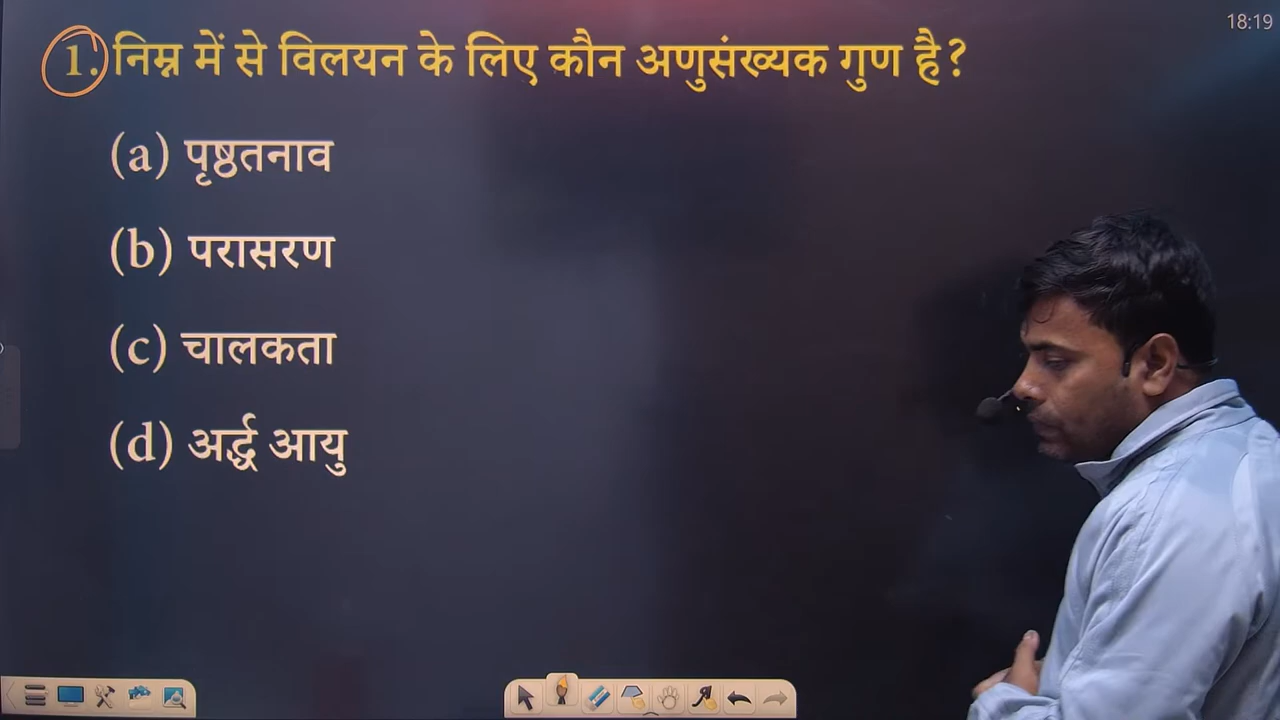 18:19
1. निम्न में से विलयन के लिए कौन अणुसंख्यक गुण है?
(a) पृष्ठतनाव
(b) परासरण
(c) चालकता
(d) अर्द्ध आयु